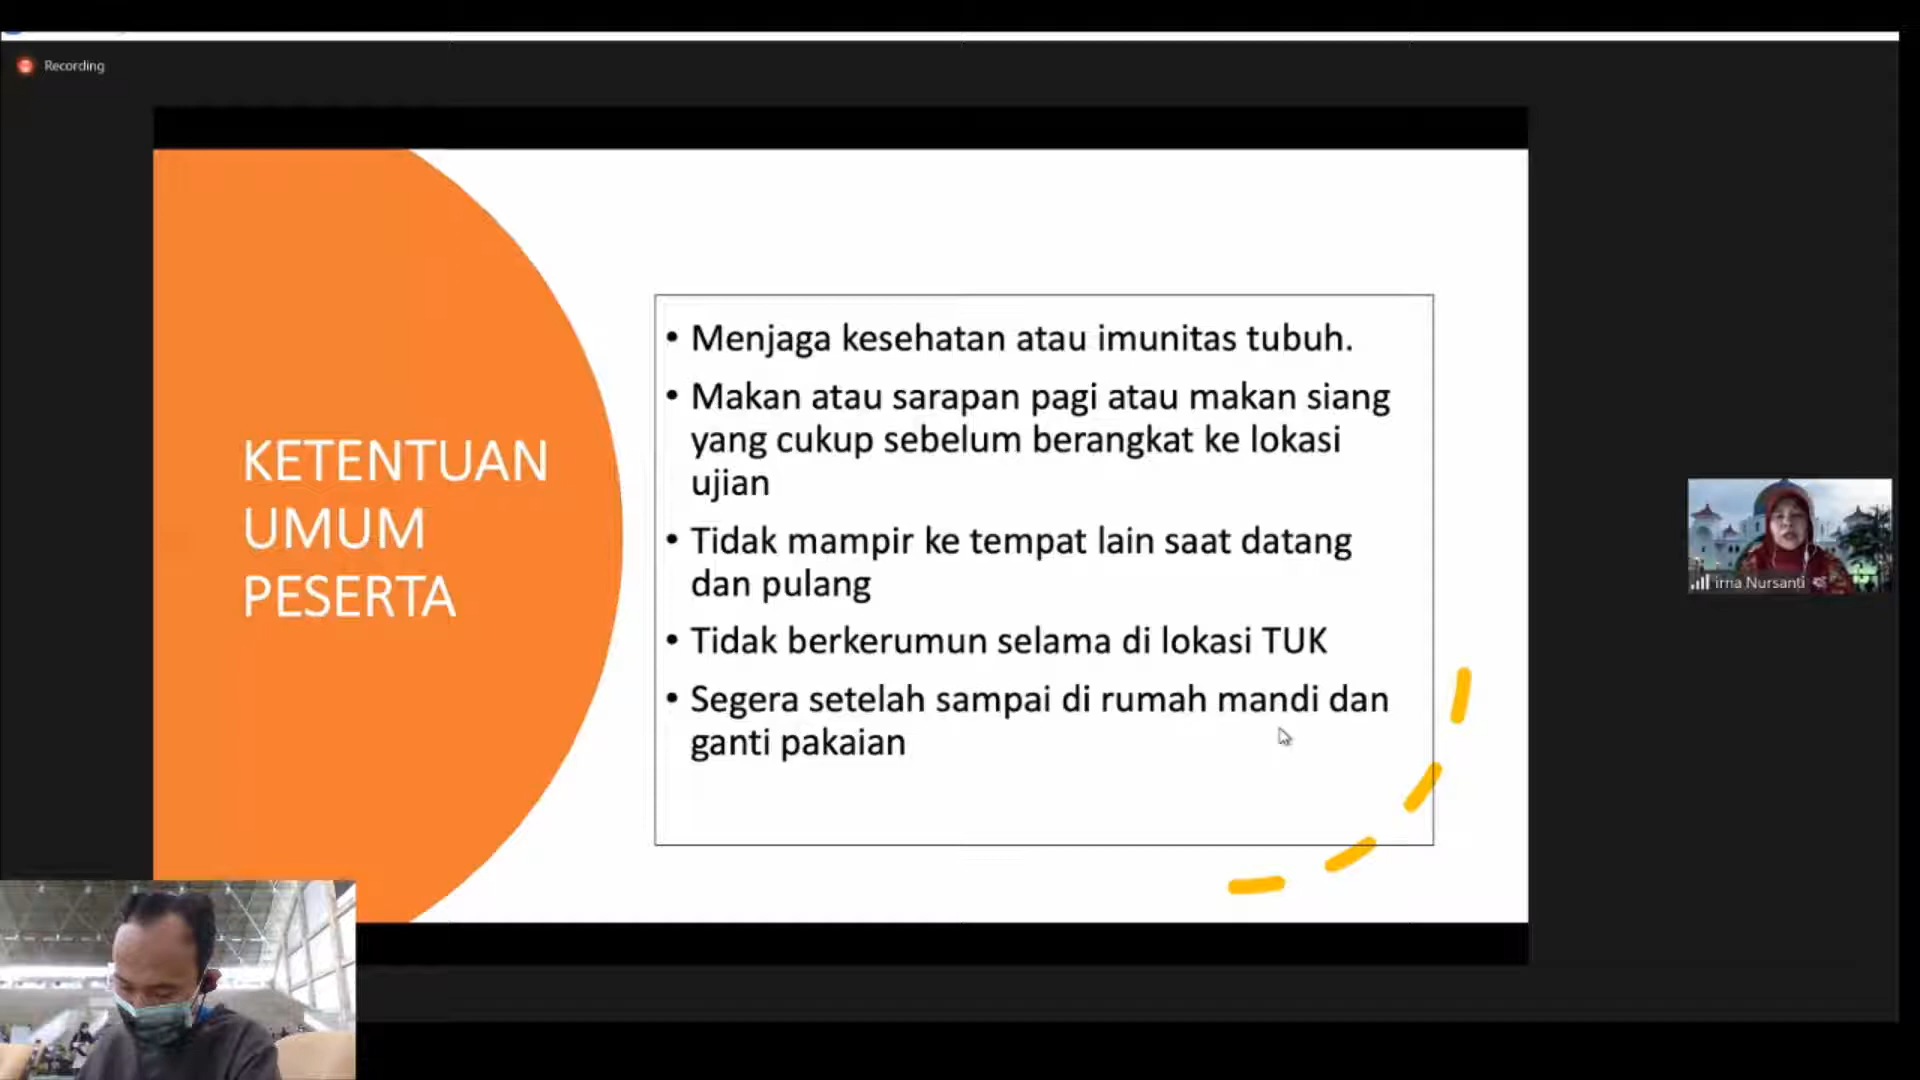 Recording
KETENTUAN
UMUM
PESERTA
• Menjaga kesehatan atau imunitas tubuh.
• Makan atau sarapan pagi atau makan siang
yang cukup sebelum berangkat ke lokasi
ujian
• Tidak mampir ke tempat lain saat datang
dan pulang
• Tidak berkerumun selama di lokasi TUK
• Segera setelah sampai di rumah mandi dan
ganti pakaian
irna Nursanti